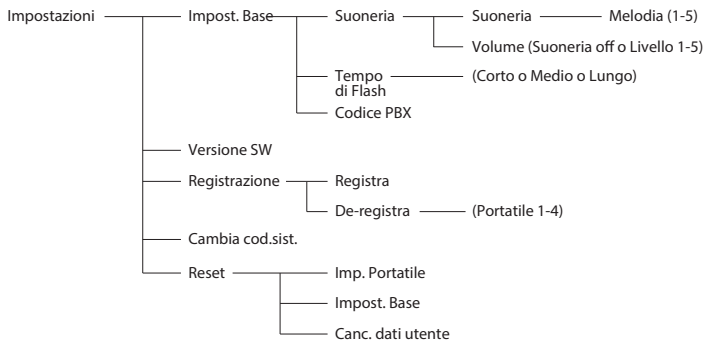 Impostazioni Impost. Base Suoneria Suoneria Melodia (1-5)
Volume (Suoneria off o Livello 1-5)
Tempo (Corto o Medio o Lungo)
di Flash
Codice PBX
Versione SW
Registrazione Registra
De-registra (Portatile 1-4)
Cambia cod.sist.
Reset Imp. Portatile
Impost. Base
Canc. dati utente